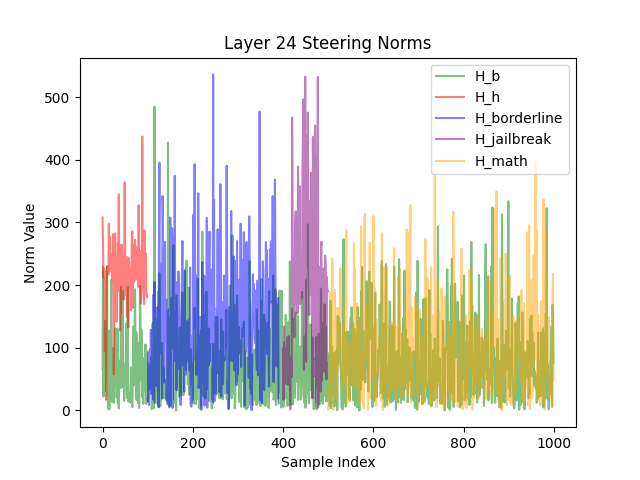 Layer 24 Steering Norms
H_b
H_h
H_borderline
H_jailbreak
H_math
Norm Value
500
400
300
200
100
0
0 200 400 600 800 1000
Sample Index